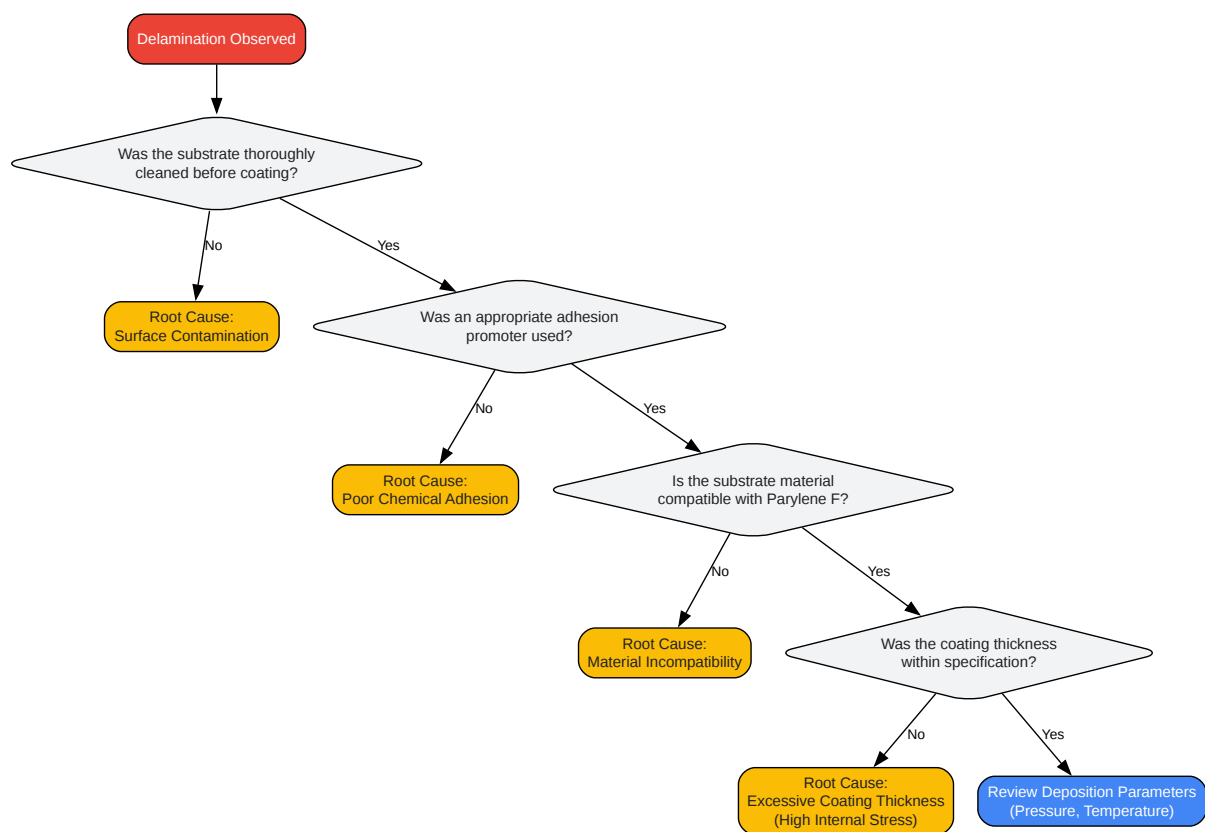 Delamination Observed
Was the substrate thoroughly
cleaned before coating?
No
Yes
Root Cause:
Surface Contamination
Was an appropriate adhesion
promoter used?
No
Yes
Root Cause:
Poor Chemical Adhesion
Is the substrate material
compatible with Parylene F?
No
Yes
Root Cause:
Material Incompatibility
Was the coating thickness
within specification?
No
Yes
Root Cause:
Excessive Coating Thickness
(High Internal Stress)
Review Deposition Parameters
(Pressure, Temperature)